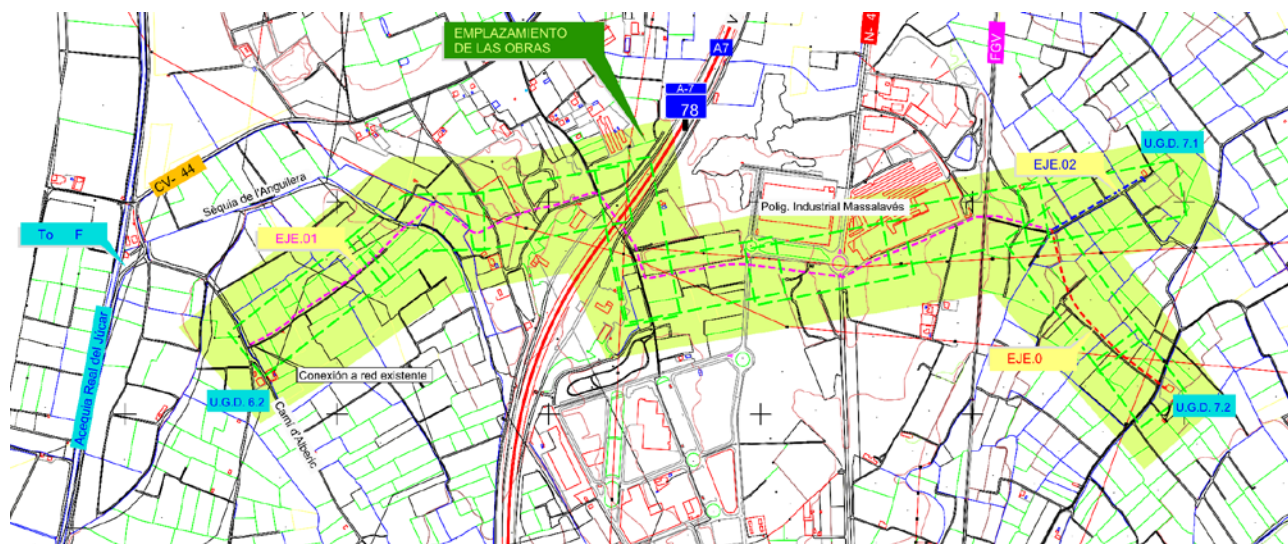 EMPLAZAMIENTO
DE LAS OBRAS
A7
A-7
78
N- 4
FGV
CV- 44
Séquia de l'Anguilera
EJE.01
To F
Acequia Real del Júcar
Conexión a red existente
U.G.D. 6.2
Camí d'Alberic
Polig. Industrial Massalavés
EJE.02
U.G.D. 7.1
EJE.0
U.G.D. 7.2